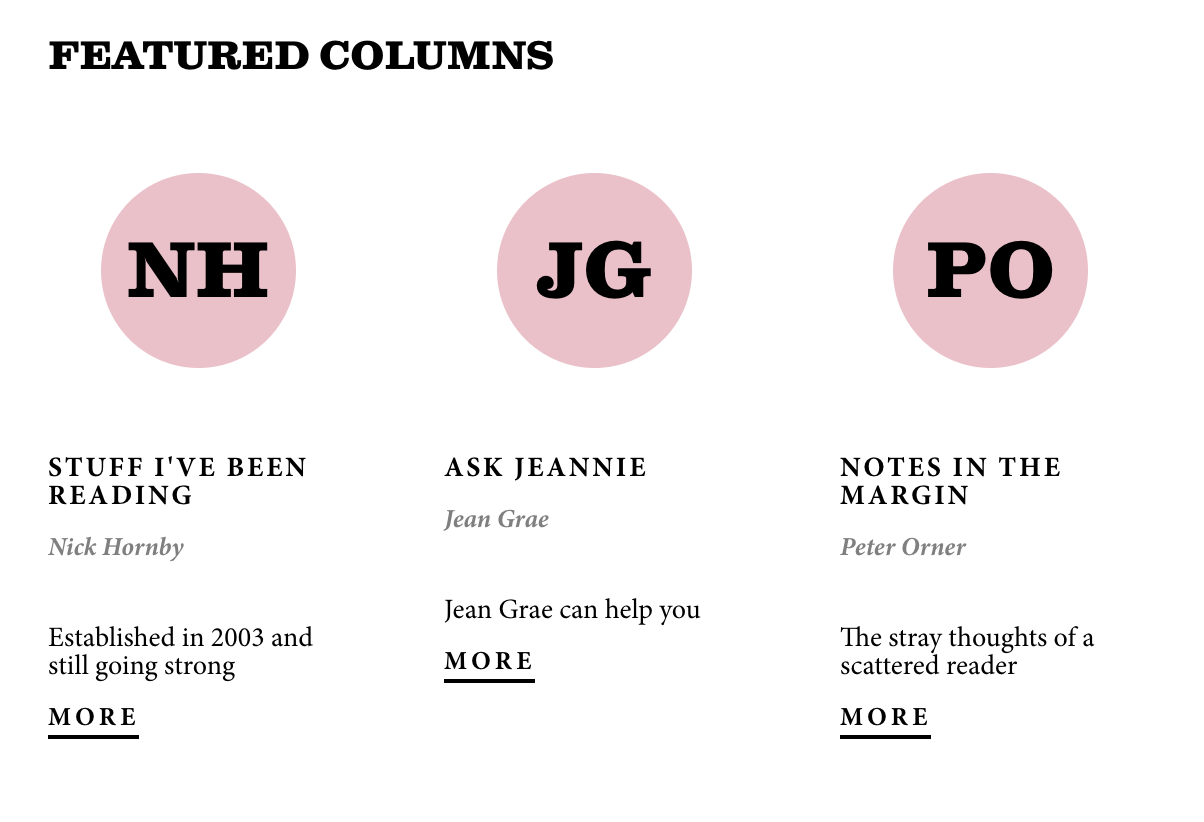 FEATURED COLUMNS
NH
JG
PO
STUFF I'VE BEEN
READING
Nick Hornby
Established in 2003 and
still going strong
MORE
ASK JEANNIE
Jean Grae
Jean Grae can help you
MORE
NOTES IN THE
MARGIN
Peter Orner
The stray thoughts of a
scattered reader
MORE